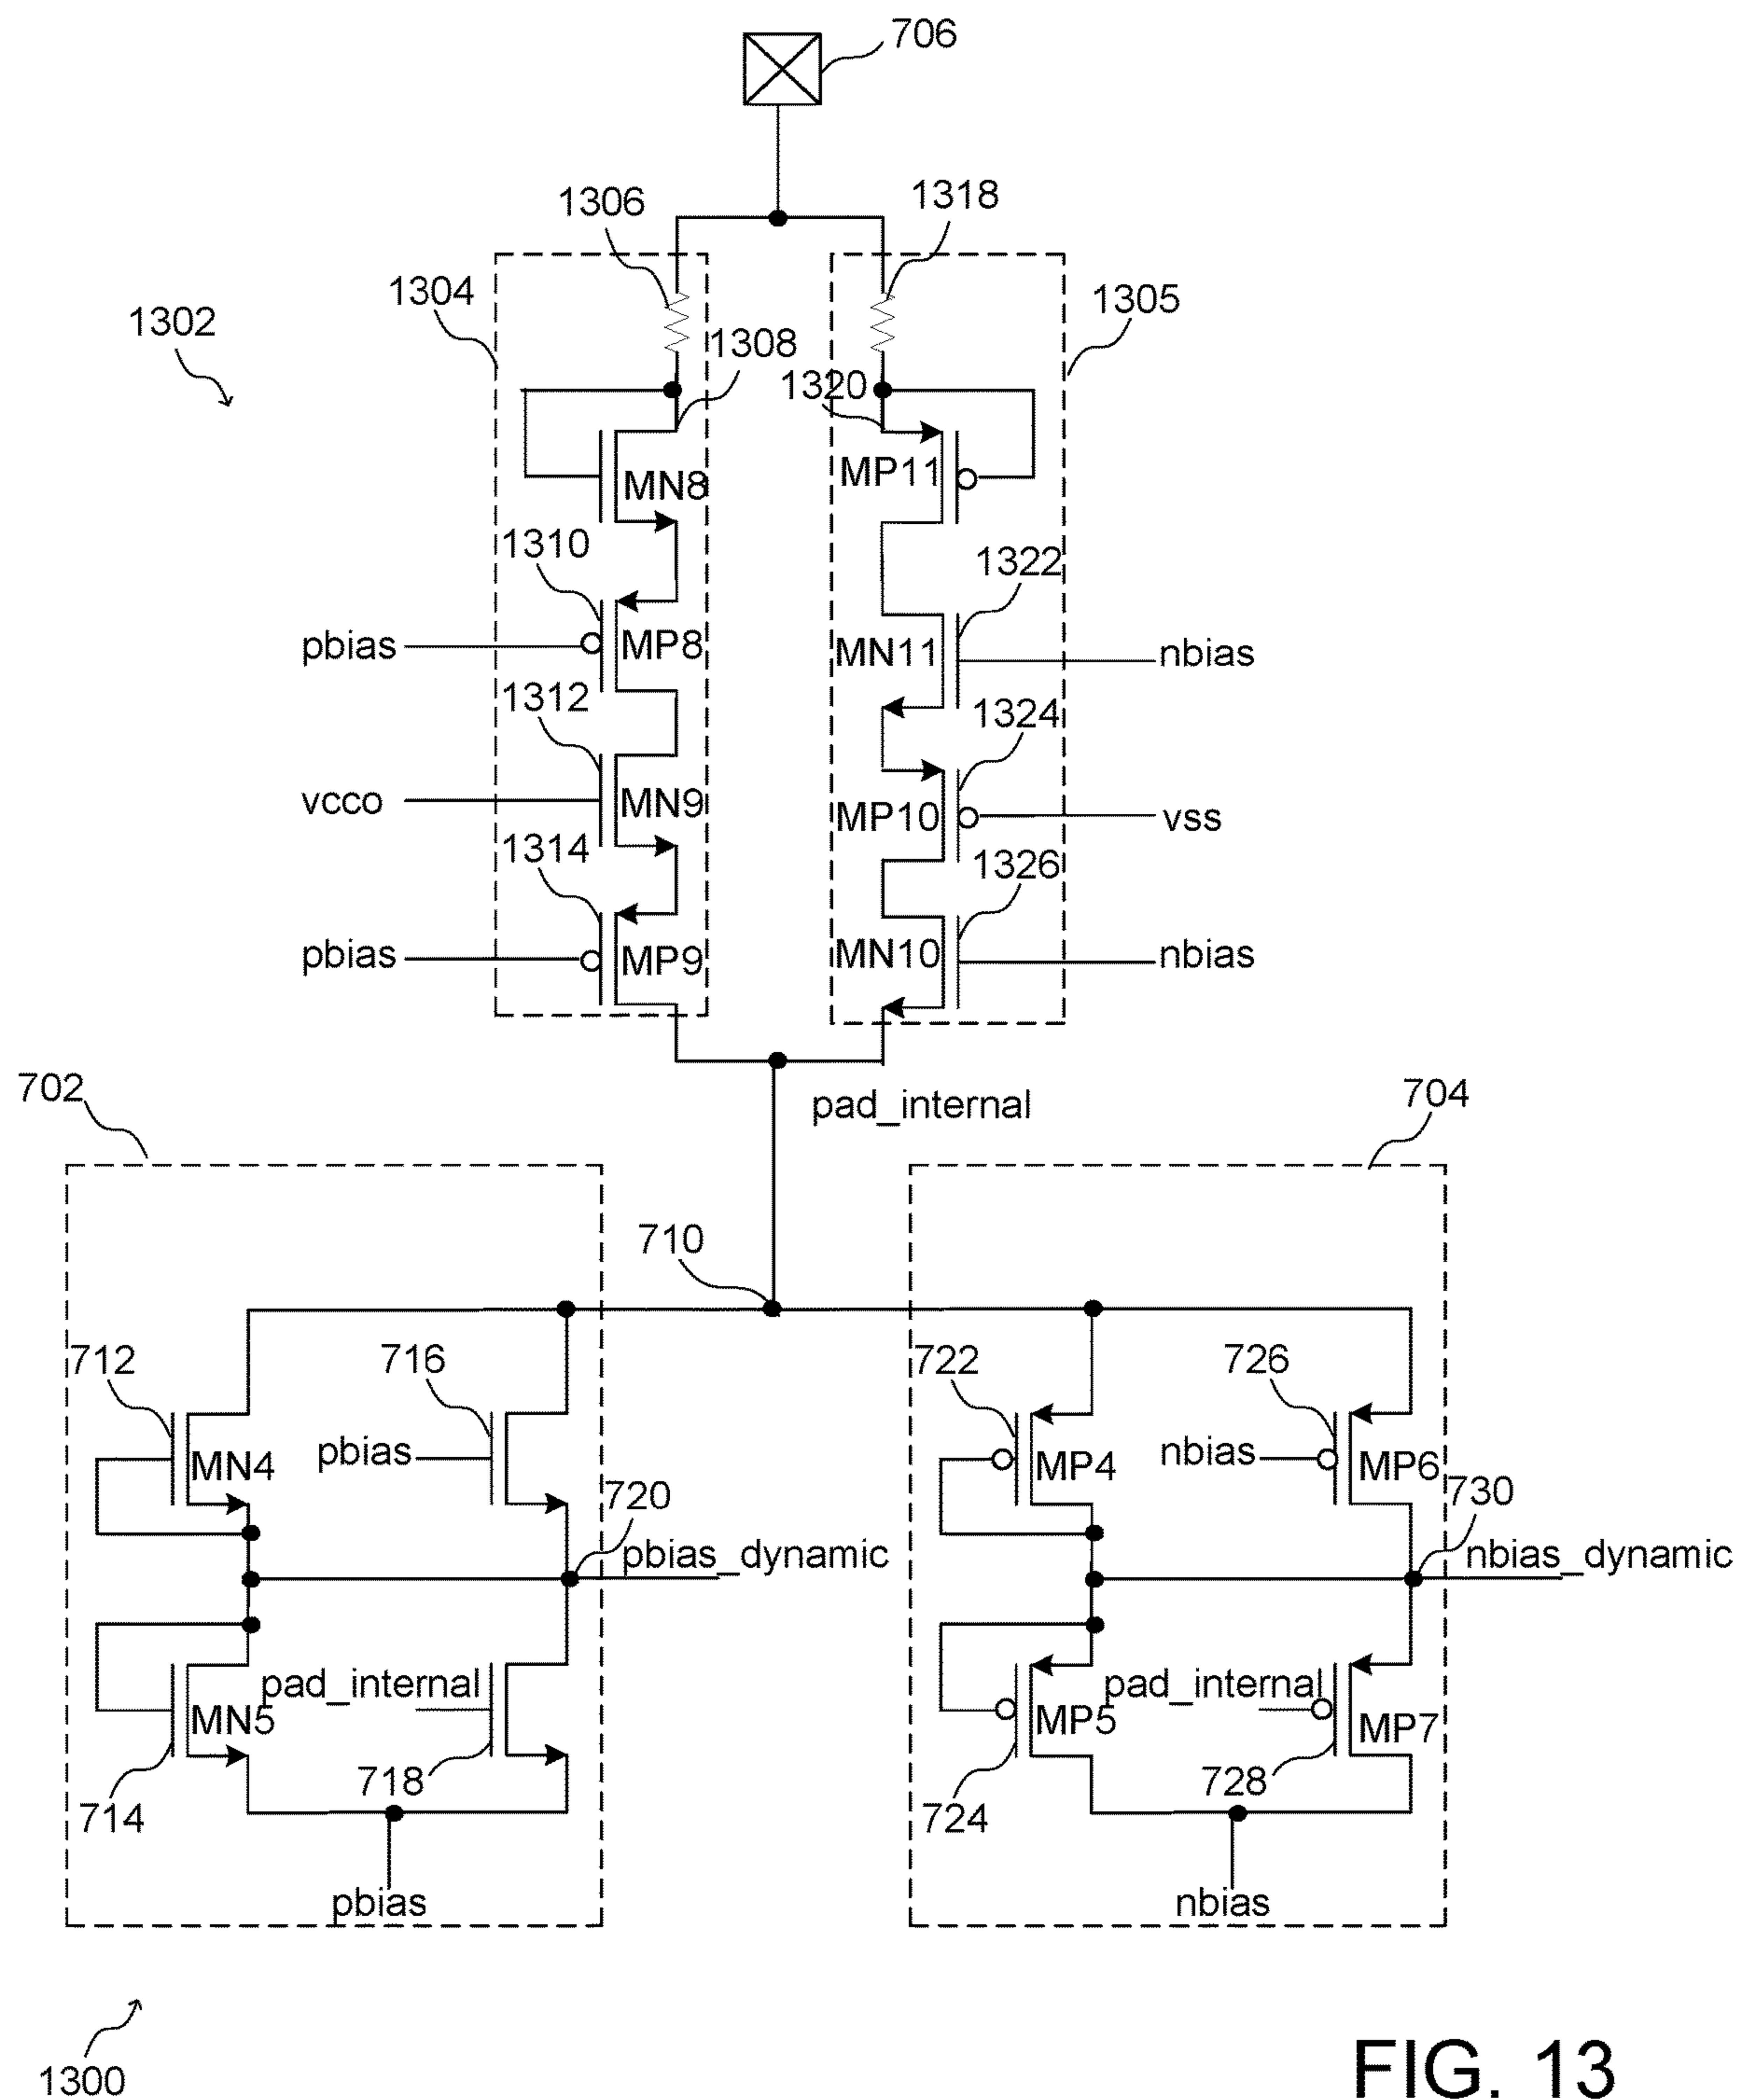 706
1306
1318
1304
1305
1302
1308
1320
MN8
MP11
1310
1322
pbias
MP8
MN11
nbias
1312
1324
vcco
MN9
MP10
vss
1314
1326
pbias
MP9
MN10
nbias
702
pad_internal
704
710
712
716
722
726
MN4
pbias
MP4
nbias
MP6
720
730
pbias_dynamic
nbias_dynamic
MN5
pad_internal
MP5
pad_internal
MP7
714
718
724
728
pbias
nbias
1300
FIG. 13